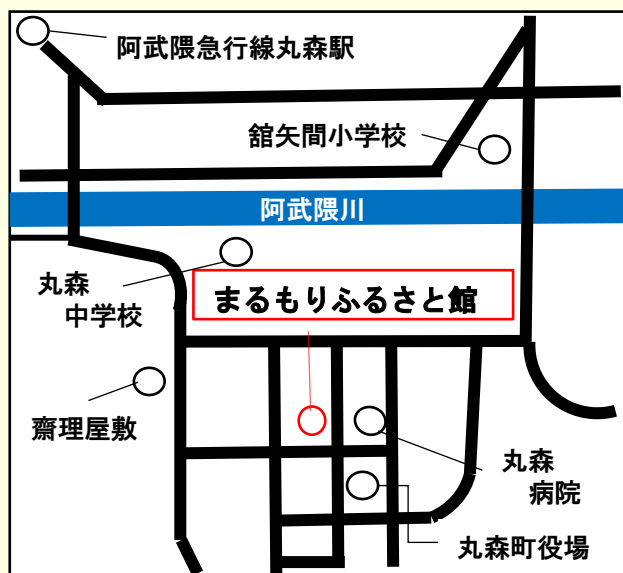 阿武隈急行線丸森駅
舘矢間小学校
阿武隈川
丸森
中学校
まるもりふるさと館
齋理屋敷
丸森
病院
丸森町役場